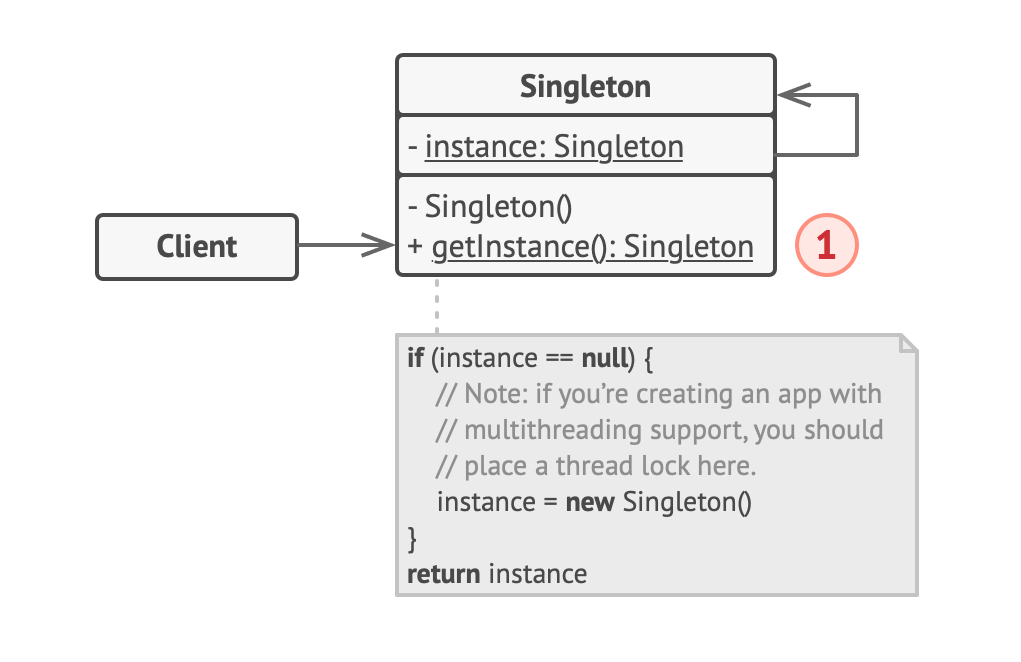 Singleton
- instance: Singleton
- Singleton()
+ getInstance(): Singleton
Client
1
if (instance == null) {
// Note: if you’re creating an app with
// multithreading support, you should
// place a thread lock here.
instance = new Singleton()
}
return instance